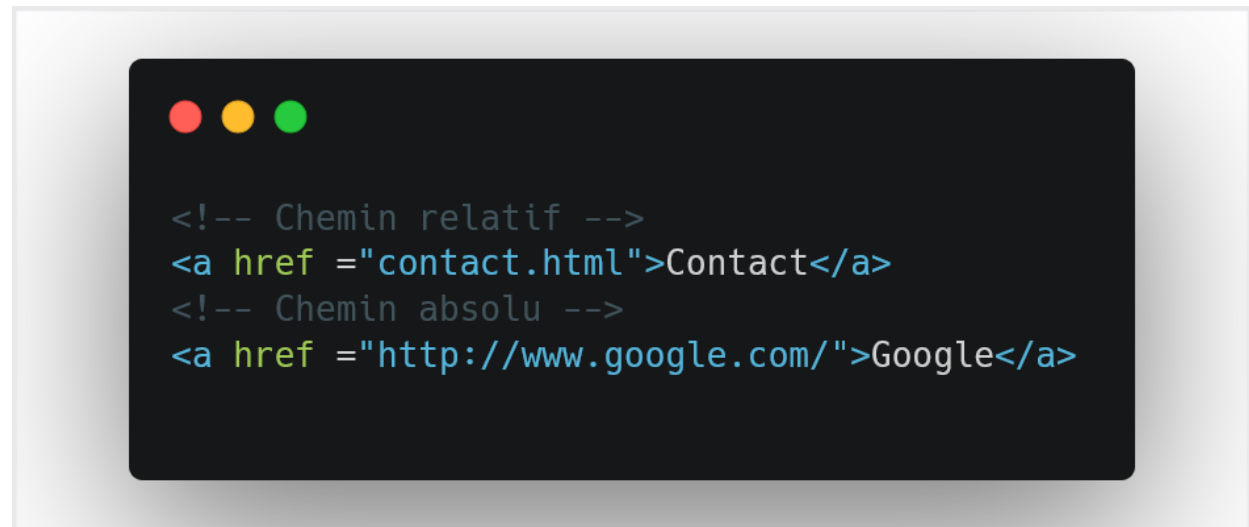 <!-- Chemin relatif -->
<a href ="contact.html">Contact</a>
<!-- Chemin absolu -->
<a href ="http://www.google.com/">Google</a>